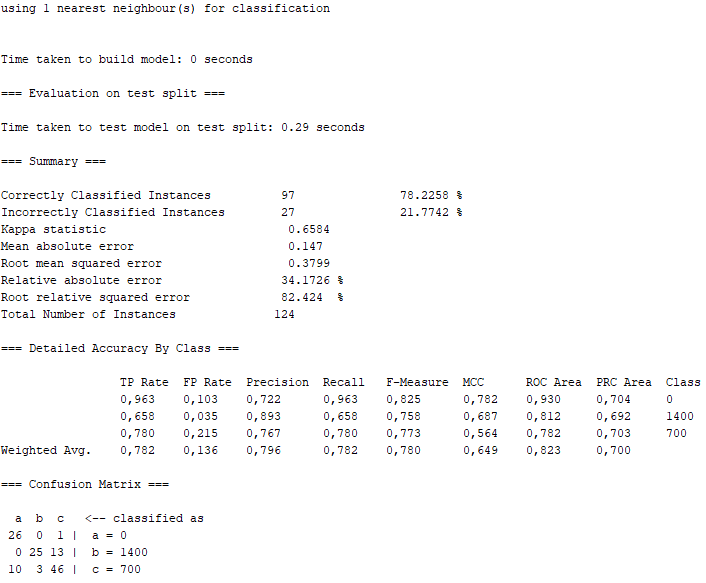 using 1 nearest neighbour(s) for classification
Time taken to build model: 0 seconds
=== Evaluation on test split ===
Time taken to test model on test split: 0.29 seconds
=== Summary ===
Correctly Classified Instances 97 78.2258 %
Incorrectly Classified Instances 27 21.7742 %
Kappa statistic 0.6584
Mean absolute error 0.147
Root mean squared error 0.3799
Relative absolute error 34.1726 %
Root relative squared error 82.424 %
Total Number of Instances 124
=== Detailed Accuracy By Class ===
TP Rate FP Rate Precision Recall F-Measure MCC ROC Area PRC Area Class
0,963 0,103 0,722 0,963 0,825 0,782 0,930 0,704 0
0,658 0,035 0,893 0,658 0,758 0,687 0,812 0,692 1400
0,780 0,215 0,767 0,780 0,773 0,564 0,782 0,703 700
Weighted Avg. 0,782 0,136 0,796 0,782 0,780 0,649 0,823 0,700
=== Confusion Matrix ===
a b c <-- classified as
26 0 1 | a = 0
0 25 13 | b = 1400
10 3 46 | c = 700